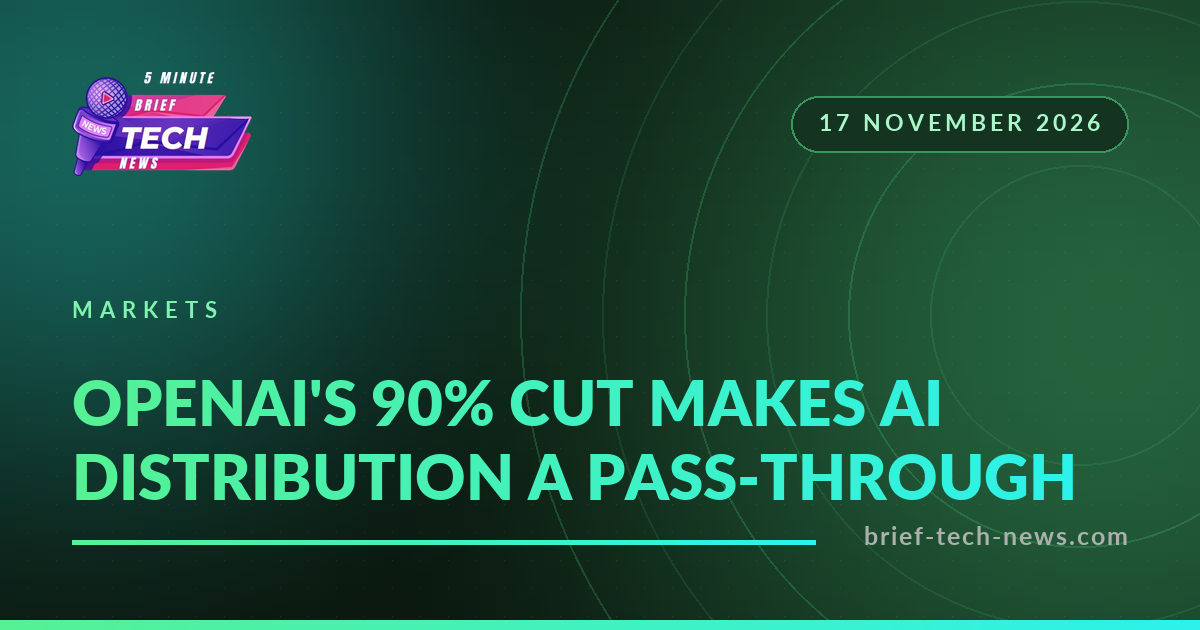 5 MINUTE
BRIEF
NEWS
TECH
NEWS
17 NOVEMBER 2026
MARKETS
OPENAI'S 90% CUT MAKES AI
DISTRIBUTION A PASS-THROUGH
brief-tech-news.com